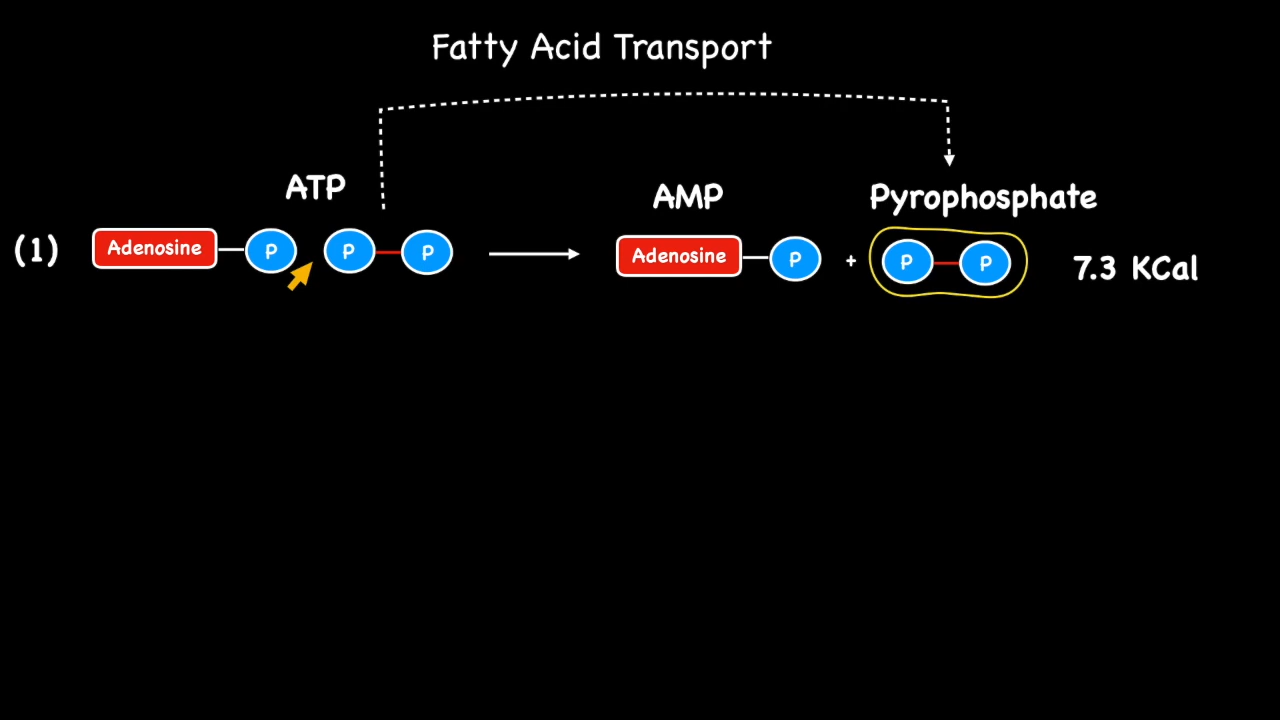 Fatty Acid Transport
ATP
AMP
Pyrophosphate
(1)
Adenosine
P
P
P
Adenosine
P
+
P
P
7.3 KCal